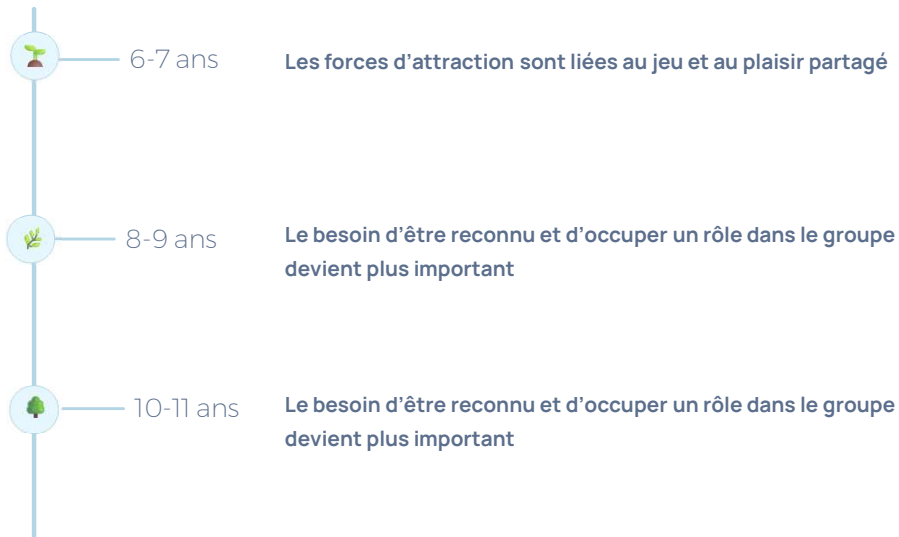 6-7 ans
Les forces d’attraction sont liées au jeu et au plaisir partagé
8-9 ans
Le besoin d’être reconnu et d’occuper un rôle dans le groupe
devient plus important
10-11 ans
Le besoin d’être reconnu et d’occuper un rôle dans le groupe
devient plus important